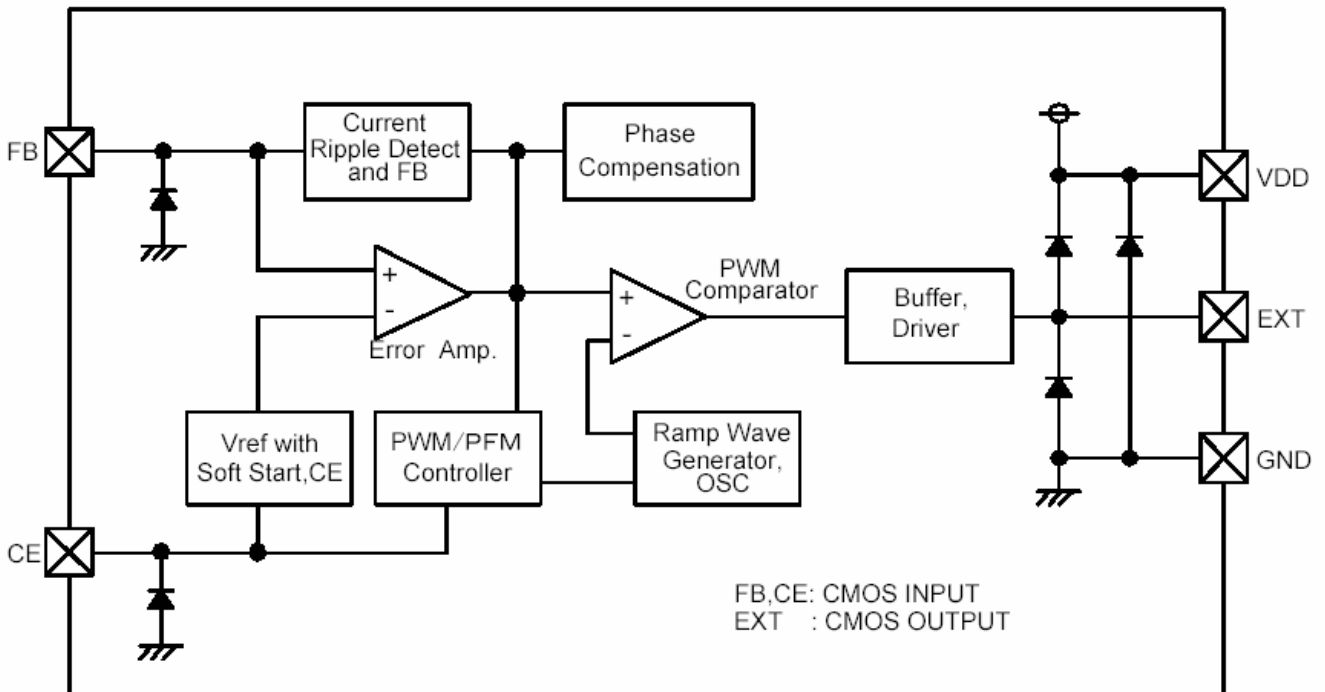 Current
Ripple Detect
and FB
Phase
Compensation
FB
VDD
+
-
Error Amp.
PWM
Comparator
+
-
Buffer,
Driver
EXT
Vref with
Soft Start,CE
PWM/PFM
Controller
Ramp Wave
Generator,
OSC
GND
CE
FB,CE: CMOS INPUT
EXT : CMOS OUTPUT